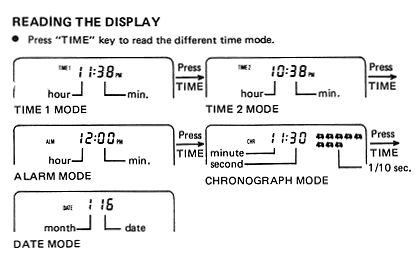 READING THE DISPLAY
● Press "TIME" key to read the different time mode.
TIME 1 11:38 PM
hour min.
TIME 1 MODE
Press
TIME
TIME 2 10:38 PM
hour min.
TIME 2 MODE
Press
TIME
ALM 12:00 PM
hour min.
ALARM MODE
Press
TIME
CHR 11:30
minute
second
1/10 sec.
CHRONOGRAPH MODE
Press
TIME
DATE 1 16
month date
DATE MODE